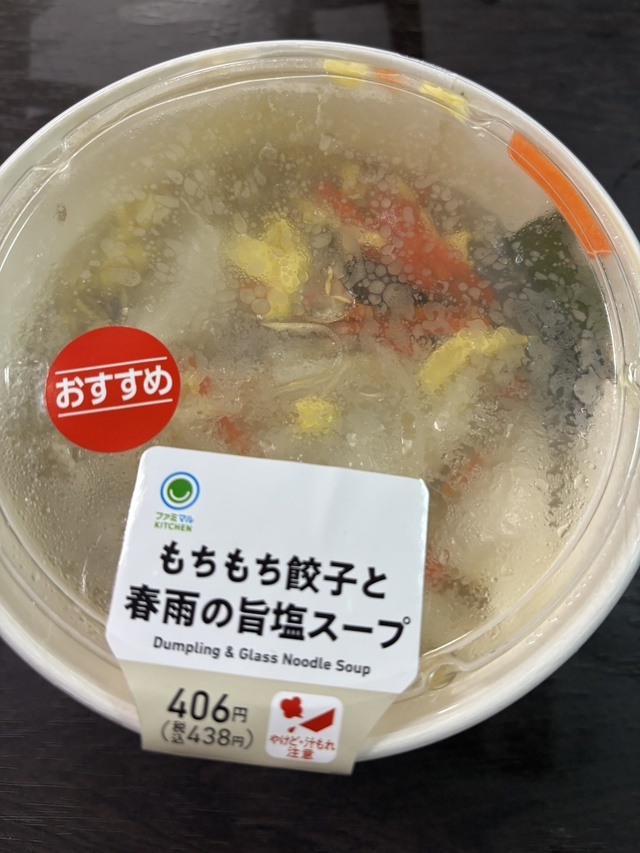 おすすめ
ファミマル
KITCHEN
もちもち餃子と
春雨の旨塩スープ
Dumpling & Glass Noodle Soup
406円
(税込438円)
やけど・汁もれ
注意